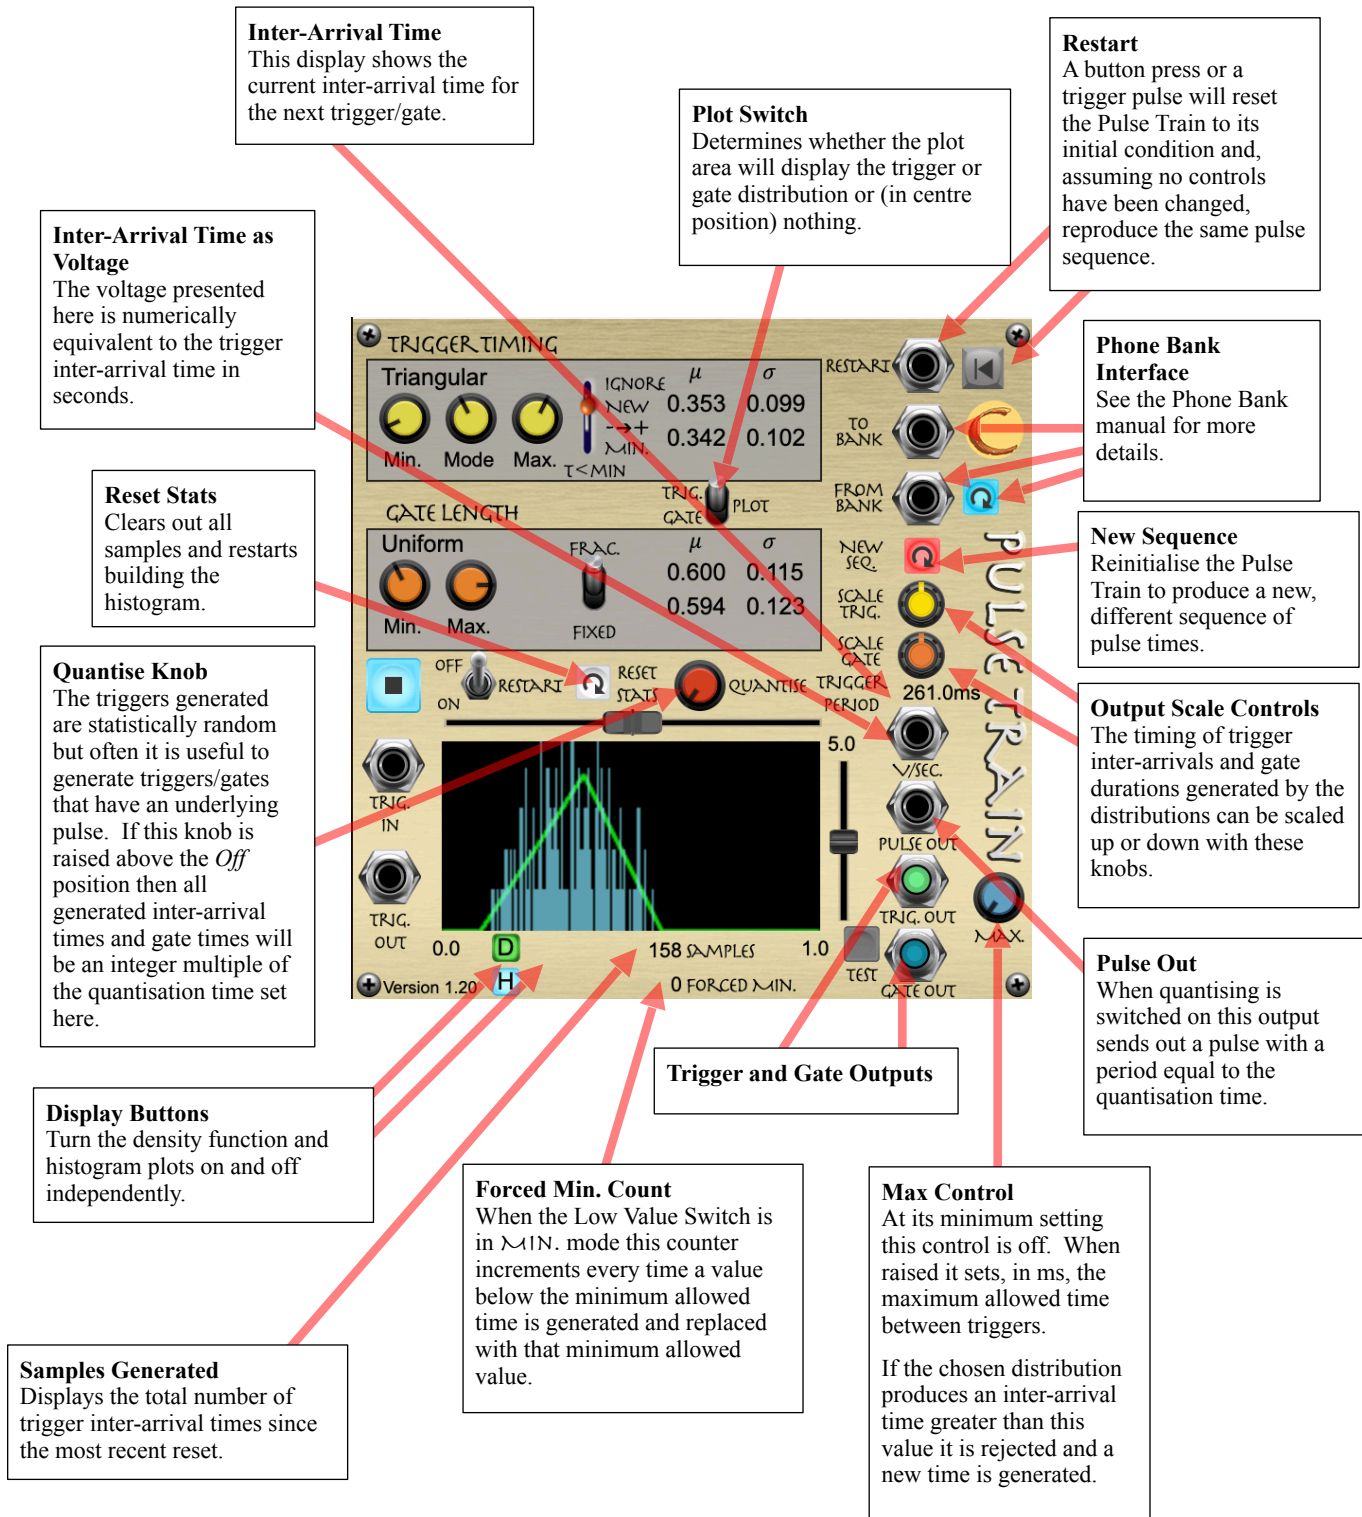 Inter-Arrival Time
This display shows the
current inter-arrival time for
the next trigger/gate.
Restart
A button press or a
trigger pulse will reset
the Pulse Train to its
initial condition and,
assuming no controls
have been changed,
reproduce the same pulse
sequence.
Plot Switch
Determines whether the plot
area will display the trigger or
gate distribution or (in centre
position) nothing.
Inter-Arrival Time as
Voltage
The voltage presented
here is numerically
equivalent to the trigger
inter-arrival time in
seconds.
Phone Bank
Interface
See the Phone Bank
manual for more
details.
Reset Stats
Clears out all
samples and restarts
building the
histogram.
New Sequence
Reinitialise the Pulse
Train to produce a new,
different sequence of
pulse times.
Quantise Knob
The triggers generated
are statistically random
but often it is useful to
generate triggers/gates
that have an underlying
pulse.  If this knob is
raised above the Off
position then all
generated inter-arrival
times and gate times will
be an integer multiple of
the quantisation time set
here.
Output Scale Controls
The timing of trigger
inter-arrivals and gate
durations generated by the
distributions can be scaled
up or down with these
knobs.
TRIGGER TIMING
Triangular
IGNORE
NEW
- → +
MIN.
T<MIN
μ σ
0.353 0.099
0.342 0.102
Min. Mode Max.
RESTART
TO
BANK
FROM
BANK
TRIG.
GATE
PLOT
GATE LENGTH
Uniform
FRAC.
FIXED
μ σ
0.600 0.115
0.594 0.123
Min. Max.
NEW
SEQ.
SCALE
TRIG.
SCALE
GATE
PULSE TRAIN
OFF
ON
RESTART
RESET
STATS
QUANTISE
TRIGGER
PERIOD
261.0ms
5.0
V/SEC.
TRIG.
IN
PULSE OUT
TRIG.
OUT
TRIG. OUT
MAX.
0.0
D
158 SAMPLES
1.0
TEST
GATE OUT
Version 1.20
H
0 FORCED MIN.
Pulse Out
When quantising is
switched on this output
sends out a pulse with a
period equal to the
quantisation time.
Trigger and Gate Outputs
Display Buttons
Turn the density function and
histogram plots on and off
independently.
Forced Min. Count
When the Low Value Switch is
in MIN. mode this counter
increments every time a value
below the minimum allowed
time is generated and replaced
with that minimum allowed
value.
Max Control
At its minimum setting
this control is off.  When
raised it sets, in ms, the
maximum allowed time
between triggers.
If the chosen distribution
produces an inter-arrival
time greater than this
value it is rejected and a
new time is generated.
Samples Generated
Displays the total number of
trigger inter-arrival times since
the most recent reset.